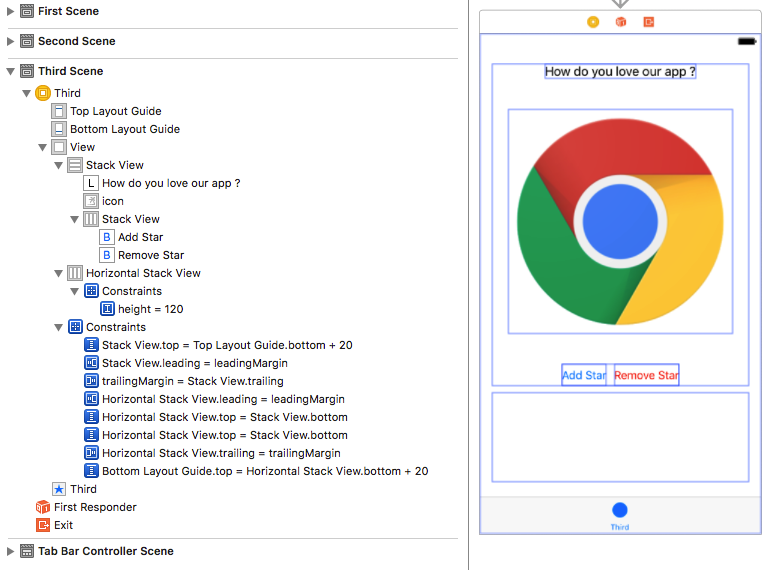 First Scene
Second Scene
Third Scene
Third
Top Layout Guide
Bottom Layout Guide
View
Stack View
L How do you love our app ?
icon
Stack View
B Add Star
B Remove Star
Horizontal Stack View
Constraints
height = 120
Constraints
Stack View.top = Top Layout Guide.bottom + 20
Stack View.leading = leadingMargin
trailingMargin = Stack View.trailing
Horizontal Stack View.leading = leadingMargin
Horizontal Stack View.top = Stack View.bottom
Horizontal Stack View.top = Stack View.bottom
Horizontal Stack View.trailing = trailingMargin
Bottom Layout Guide.top = Horizontal Stack View.bottom + 20
Third
First Responder
Exit
Tab Bar Controller Scene
How do you love our app ?
Add Star Remove Star
Third